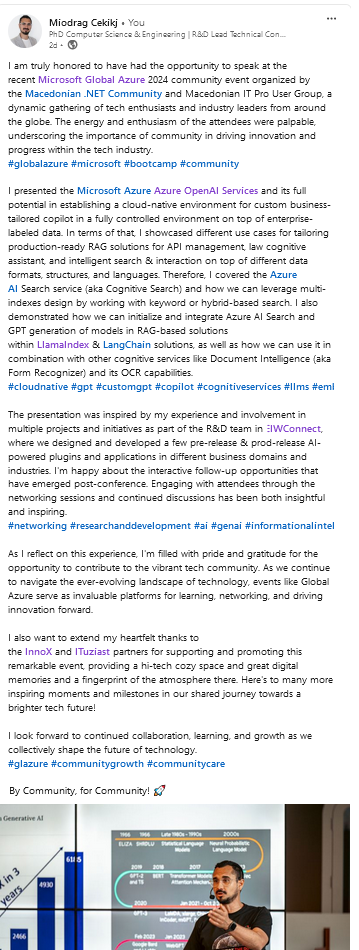 Miodrag Cekikj • You
PhD Computer Science & Engineering | R&D Lead Technical Con...
2d •
I am truly honored to have had the opportunity to speak at the
recent Microsoft Global Azure 2024 community event organized by
the Macedonian .NET Community and Macedonian IT Pro User Group, a
dynamic gathering of tech enthusiasts and industry leaders from around
the globe. The energy and enthusiasm of the attendees were palpable,
underscoring the importance of community in driving innovation and
progress within the tech industry.
#globalazure #microsoft #bootcamp #community
I presented the Microsoft Azure Azure OpenAI Services and its full
potential in establishing a cloud-native environment for custom business-
tailored copilot in a fully controlled environment on top of enterprise-
labeled data. In terms of that, I showcased different use cases for tailoring
production-ready RAG solutions for API management, law cognitive
assistant, and intelligent search & interaction on top of different data
formats, structures, and languages. Therefore, I covered the Azure
AI Search service (aka Cognitive Search) and how we can leverage multi-
indexes design by working with keyword or hybrid-based search. I also
demonstrated how we can initialize and integrate Azure AI Search and
GPT generation of models in RAG-based solutions
within LlamaIndex & LangChain solutions, as well as how we can use it in
combination with other cognitive services like Document Intelligence (aka
Form Recognizer) and its OCR capabilities.
#cloudnative #gpt #customgpt #copilot #cognitiveservices #llms #eml
The presentation was inspired by my experience and involvement in
multiple projects and initiatives as part of the R&D team in ⋮IWConnect,
where we designed and developed a few pre-release & prod-release AI-
powered plugins and applications in different business domains and
industries. I'm happy about the interactive follow-up opportunities that
have emerged post-conference. Engaging with attendees through the
networking sessions and continued discussions has been both insightful
and inspiring.
#networking #researchanddevelopment #ai #genai #informationalintel
As I reflect on this experience, I'm filled with pride and gratitude for the
opportunity to contribute to the vibrant tech community. As we continue
to navigate the ever-evolving landscape of technology, events like Global
Azure serve as invaluable platforms for learning, networking, and driving
innovation forward.
I also want to extend my heartfelt thanks to
the InnoX and ITuziast partners for supporting and promoting this
remarkable event, providing a hi-tech cozy space and great digital
memories and a fingerprint of the atmosphere there. Here's to many more
inspiring moments and milestones in our shared journey towards a
brighter tech future!
I look forward to continued collaboration, learning, and growth as we
collectively shape the future of technology.
#glazure #communitygrowth #communitycare
By Community, for Community! 🚀
Generative AI
1966 1968 Late 1980s - 1990s 2000s
ELIZA SHRDLU Statistical Language Models Neural Probabilistic Language Model
6185
4930
2466
X in 3
years
2019 2018 2017
GPT-2 BERT
2020
GPT-3
Feb 2023